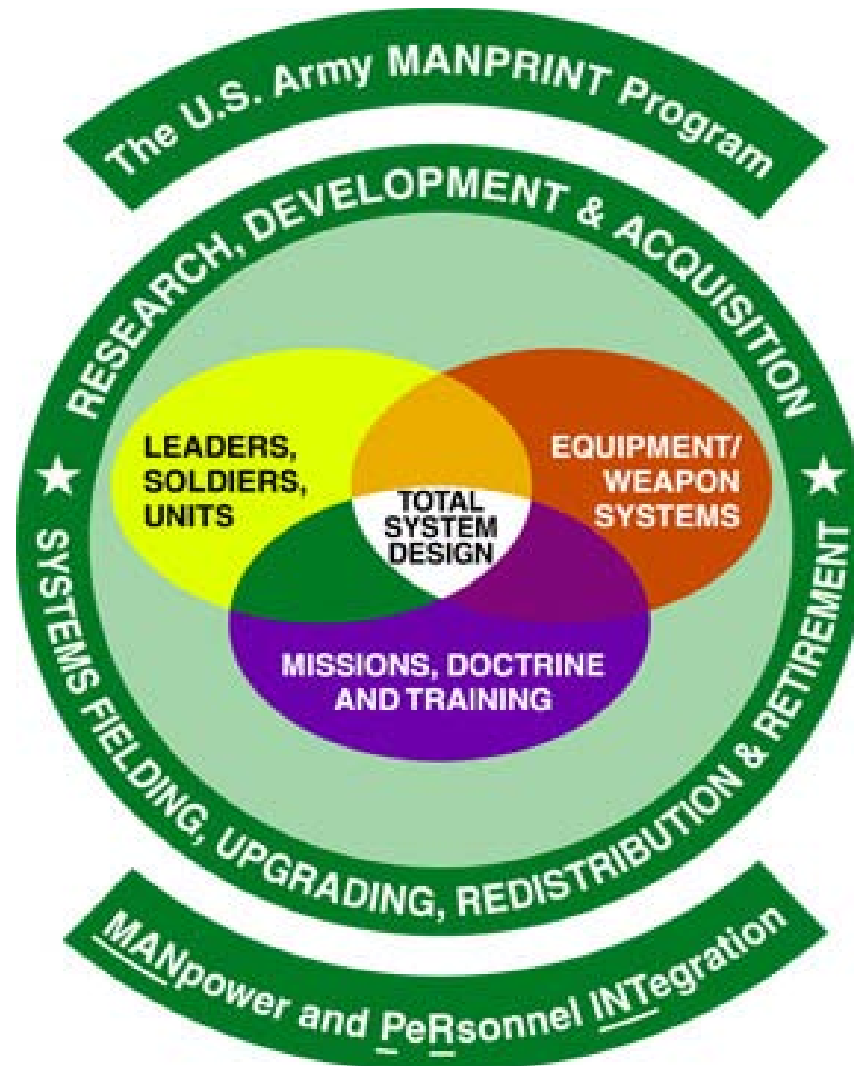 The U.S. Army MANPRINT Program
RESEARCH, DEVELOPMENT & ACQUISITION
LEADERS,
SOLDIERS,
UNITS
EQUIPMENT/
WEAPON
SYSTEMS
TOTAL
SYSTEM
DESIGN
MISSIONS, DOCTRINE
AND TRAINING
SYSTEMS FIELDING, UPGRADING, REDISTRIBUTION & RETIREMENT
MANpower and PeRsonnel INTegration